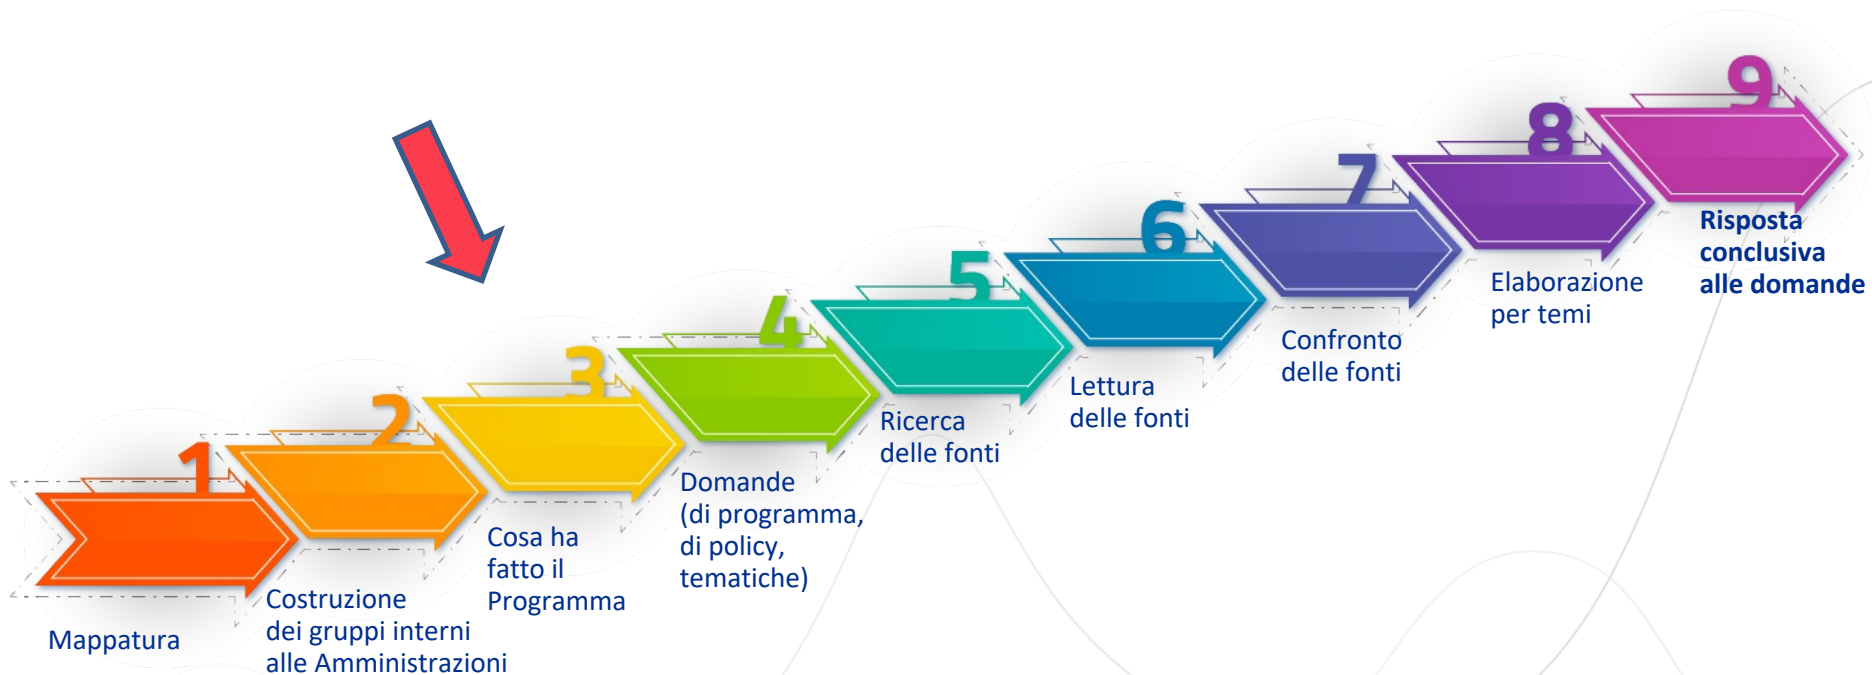 1
Mappatura
2
Costruzione
dei gruppi interni
alle Amministrazioni
3
Cosa ha
fatto il
Programma
4
Domande
(di programma,
di policy,
tematiche)
5
Ricerca
delle fonti
6
Lettura
delle fonti
7
Confronto
delle fonti
8
Elaborazione
per temi
9
Risposta
conclusiva
alle domande